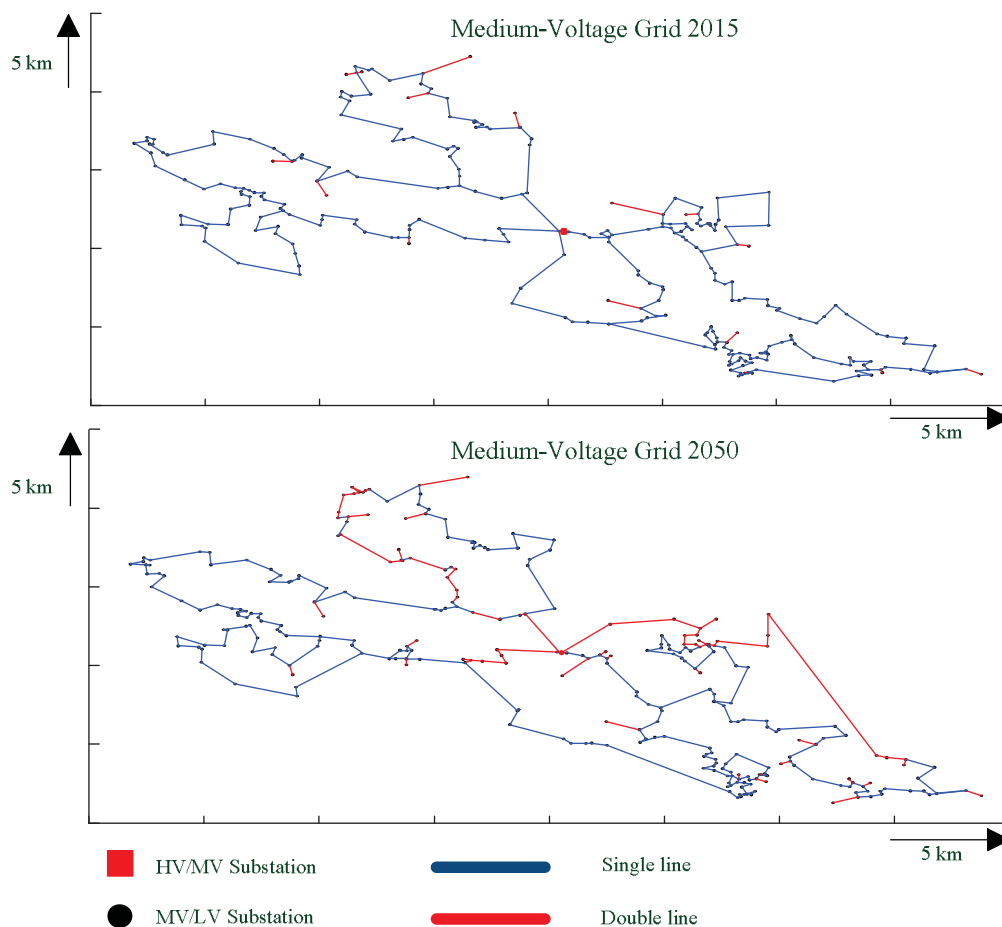 Medium-Voltage Grid 2015
5 km
5 km
Medium-Voltage Grid 2050
5 km
5 km
HV/MV Substation
Single line
MV/LV Substation
Double line